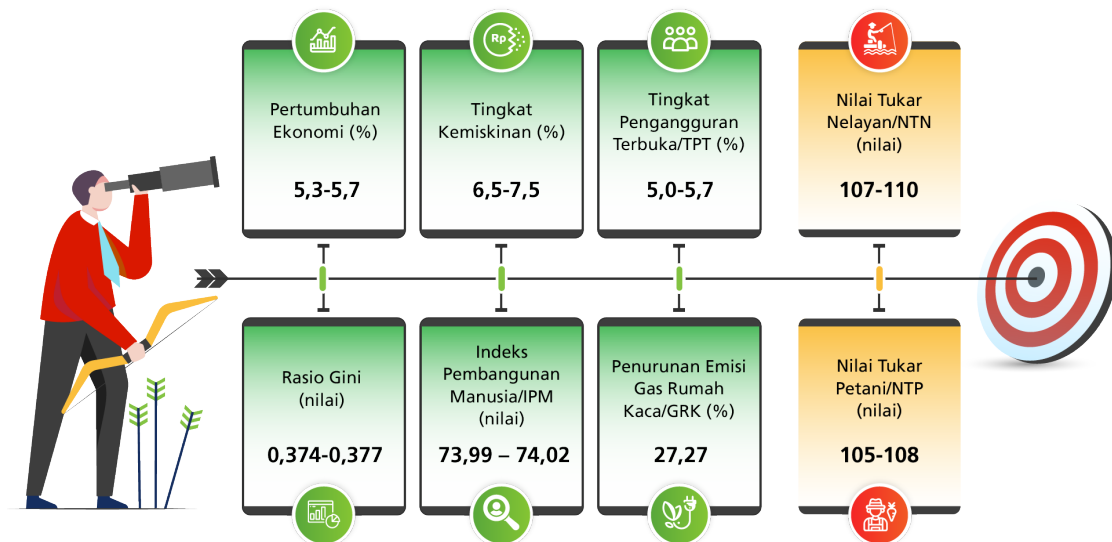 Rp
Pertumbuhan
Ekonomi (%)
5,3-5,7
Tingkat
Kemiskinan (%)
6,5-7,5
Tingkat
Pengangguran
Terbuka/TPT (%)
5,0-5,7
Nilai Tukar
Nelayan/NTN
(nilai)
107-110
Rasio Gini
(nilai)
0,374-0,377
Indeks
Pembangunan
Manusia/IPM
(nilai)
73,99 – 74,02
Penurunan Emisi
Gas Rumah
Kaca/GRK (%)
27,27
Nilai Tukar
Petani/NTP
(nilai)
105-108